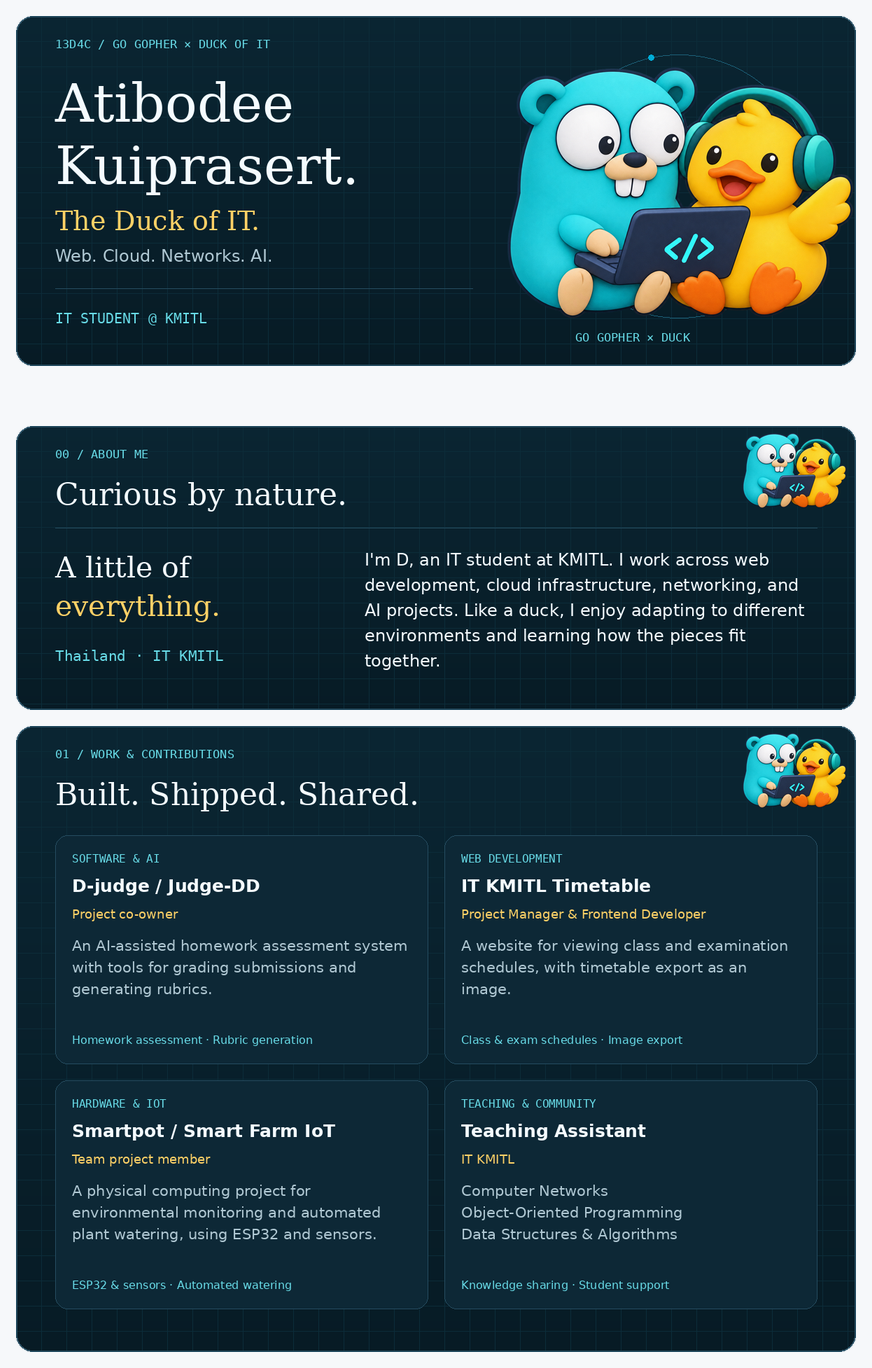 13D4C / GO GOPHER × DUCK OF IT
Atibodee
Kuiprasert.
The Duck of IT.
Web. Cloud. Networks. AI.
IT STUDENT @ KMITL
</>
GO GOPHER × DUCK
00 / ABOUT ME
Curious by nature.
</>
A little of
everything.
Thailand · IT KMITL
I'm D, an IT student at KMITL. I work across web
development, cloud infrastructure, networking, and
AI projects. Like a duck, I enjoy adapting to different
environments and learning how the pieces fit
together.
01 / WORK & CONTRIBUTIONS
Built. Shipped. Shared.
</>
SOFTWARE & AI
D-judge / Judge-DD
Project co-owner
An AI-assisted homework assessment system
with tools for grading submissions and
generating rubrics.
Homework assessment · Rubric generation
WEB DEVELOPMENT
IT KMITL Timetable
Project Manager & Frontend Developer
A website for viewing class and examination
schedules, with timetable export as an
image.
Class & exam schedules · Image export
HARDWARE & IOT
Smartpot / Smart Farm IoT
Team project member
A physical computing project for
environmental monitoring and automated
plant watering, using ESP32 and sensors.
ESP32 & sensors · Automated watering
TEACHING & COMMUNITY
Teaching Assistant
IT KMITL
Computer Networks
Object-Oriented Programming
Data Structures & Algorithms
Knowledge sharing · Student support